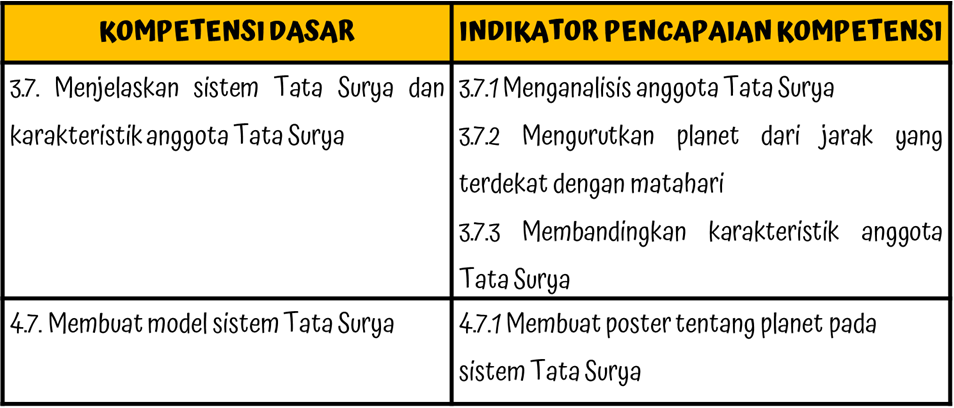 KOMPETENSI DASAR
INDIKATOR PENCAPAIAN KOMPETENSI
3.7. Menjelaskan sistem Tata Surya dan
karakteristik anggota Tata Surya
3.7.1 Menganalisis anggota Tata Surya
3.7.2 Mengurutkan planet dari jarak yang
terdekat dengan matahari
3.7.3 Membandingkan karakteristik anggota
Tata Surya
4.7. Membuat model sistem Tata Surya
4.7.1 Membuat poster tentang planet pada
sistem Tata Surya